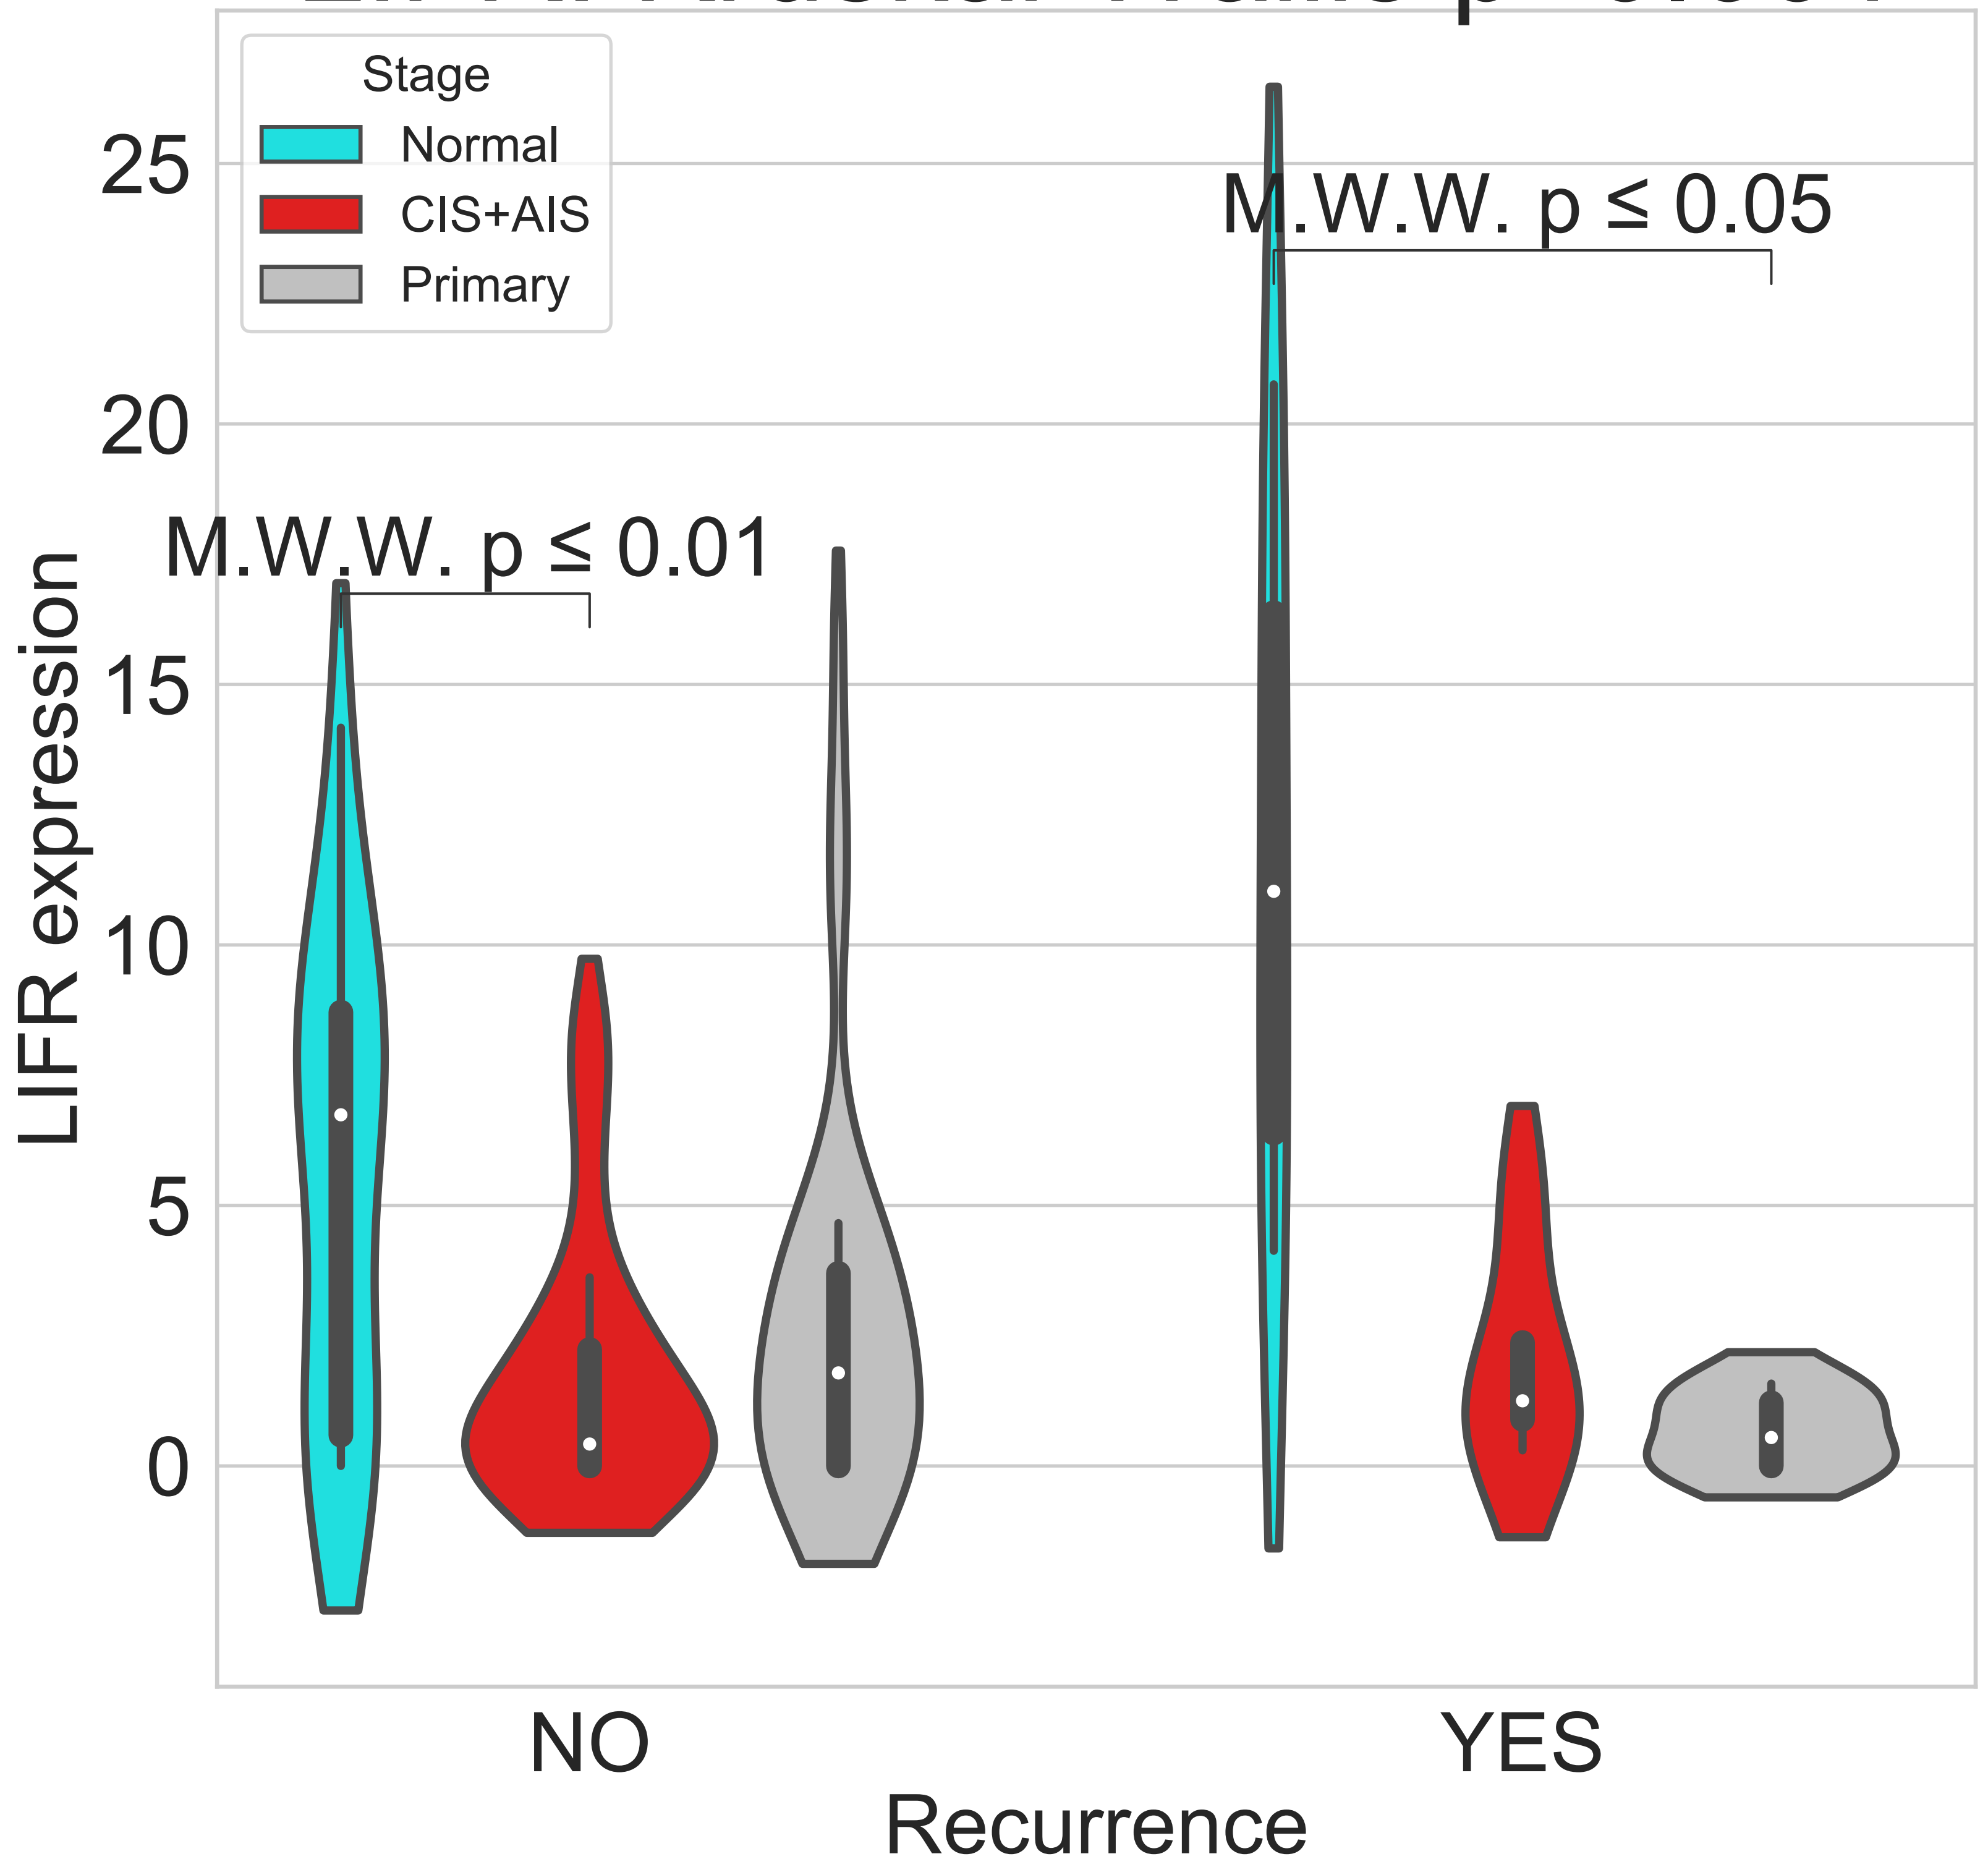 Stage
Normal
CIS+AIS
Primary
25
20
15
10
5
0
M.W.W. p ≤ 0.05
M.W.W. p ≤ 0.01
LIFR expression
NO
YES
Recurrence